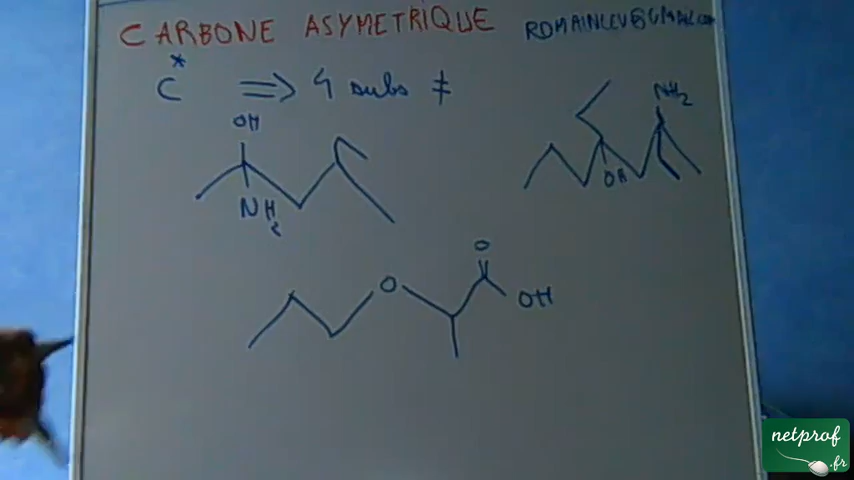 CARBONE ASYMETRIQUE
C* ⇒ 4 subs ≠
OH
NH2
NH2
OH
O
O
OH
netprof
.fr